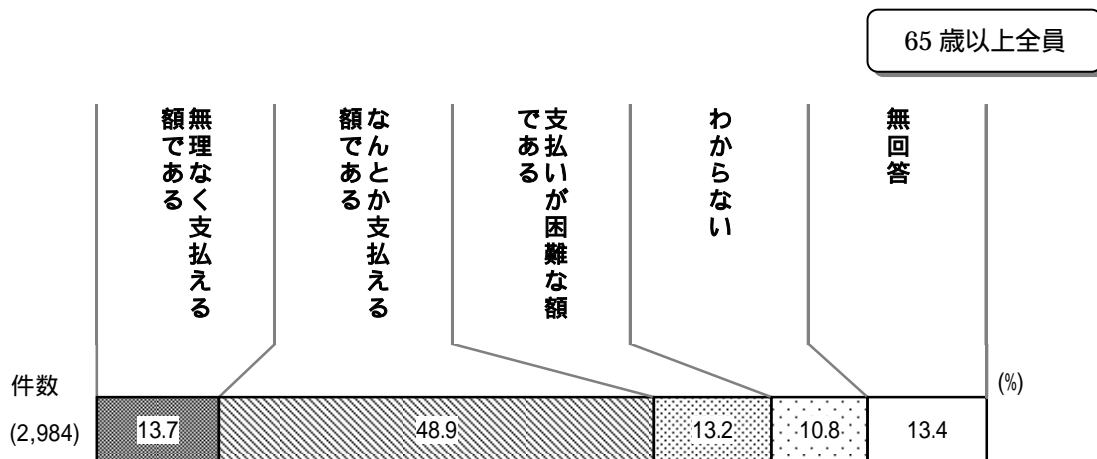 65 歳以上全員
無理なく支払える
額である
なんとか支払える
額である
支払いが困難な額
である
わからない
無回答
件数
(%)
(2,984)
13.7
48.9
13.2
10.8
13.4